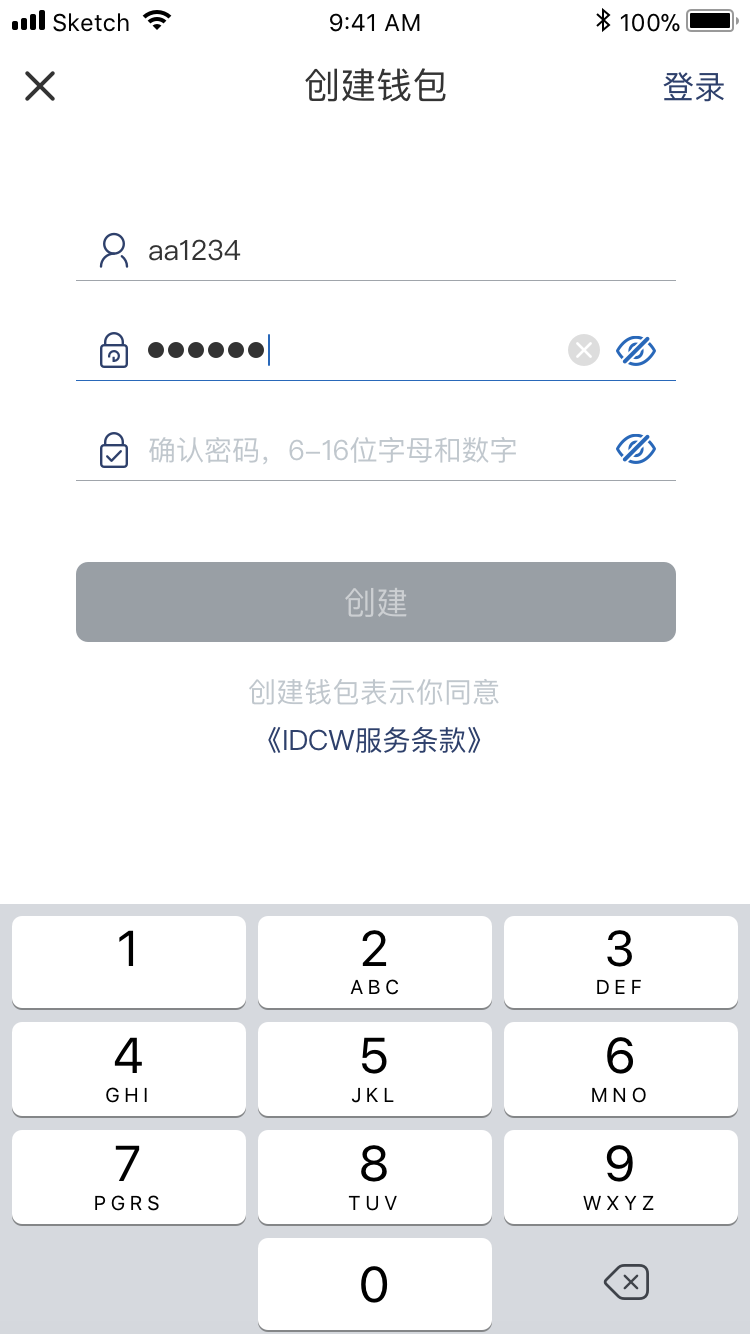 Sketch 9:41 AM 100%
创建钱包 登录
aa1234
●●●●●●
确认密码，6–16位字母和数字
创建
创建钱包表示你同意
《IDCW服务条款》
1 2 3
ABC DEF
4 5 6
GHI JKL MNO
7 8 9
PGRS TUV WXYZ
0